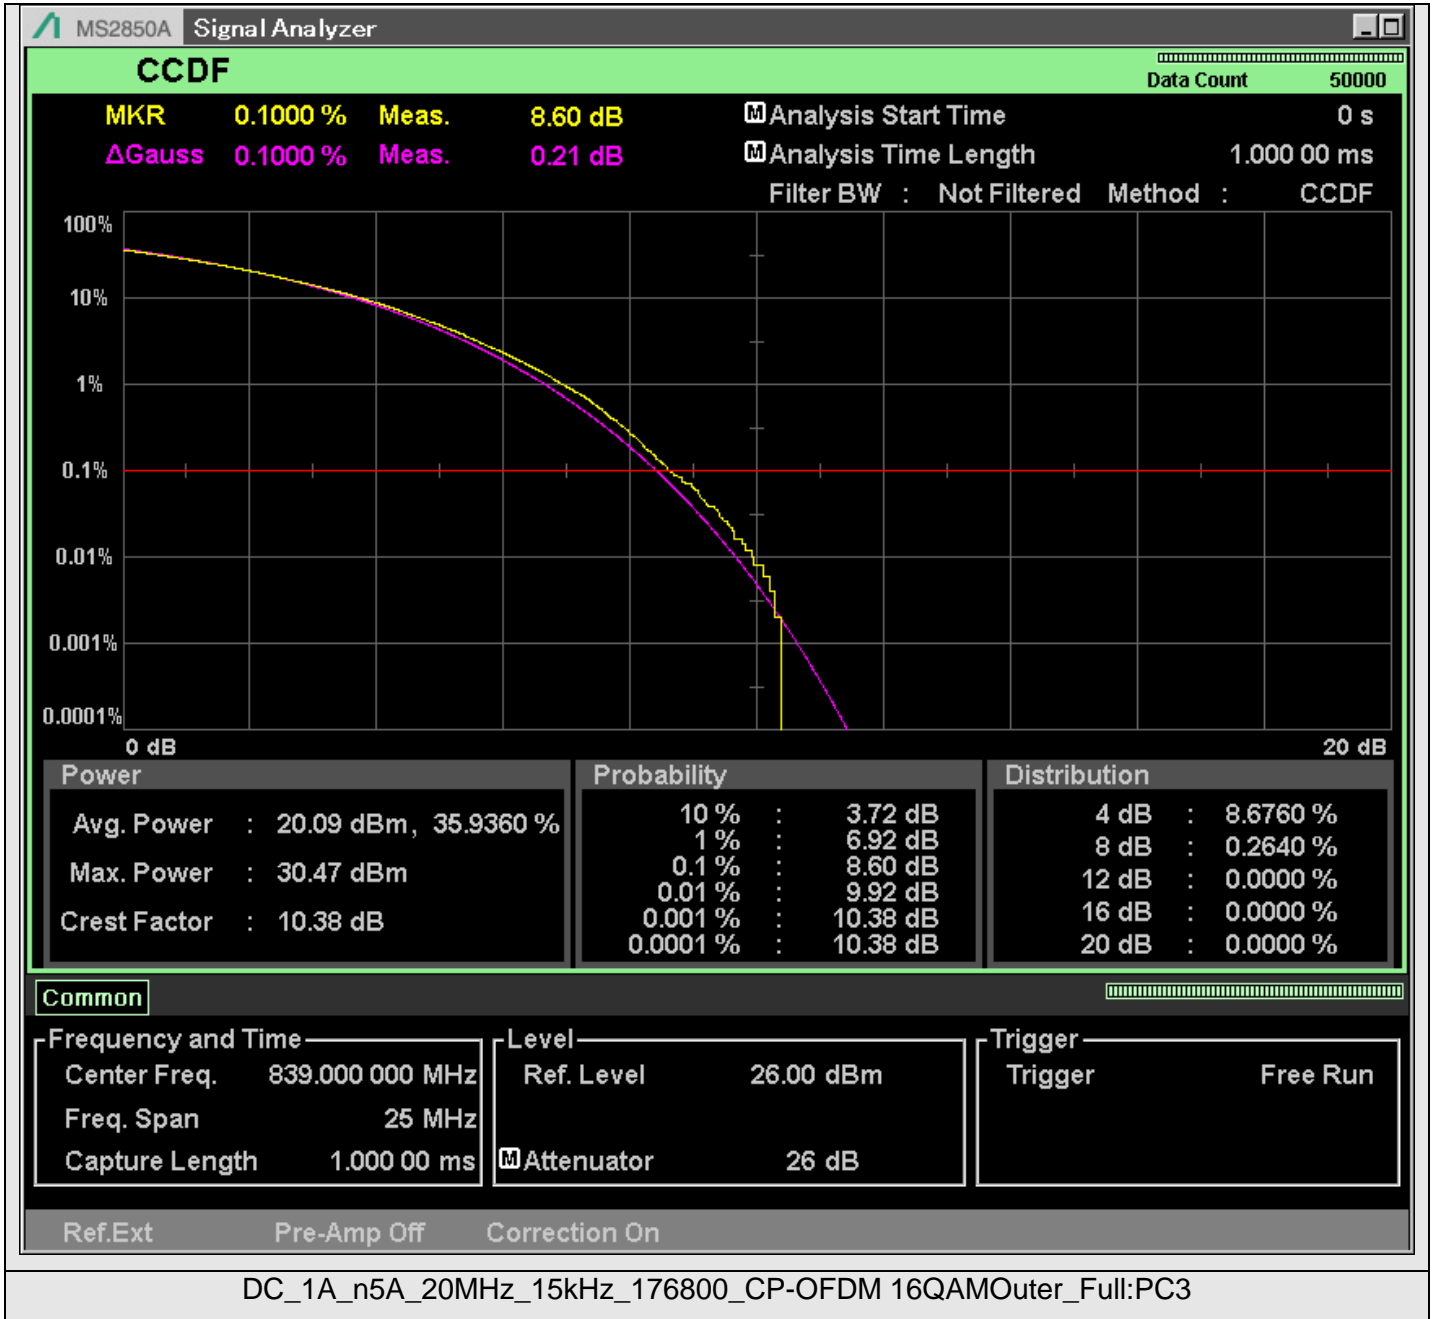 MS2850A Signal Analyzer
CCDF
Data Count 50000
MKR 0.1000 % Meas. 8.60 dB
M Analysis Start Time 0 s
ΔGauss 0.1000 % Meas. 0.21 dB
M Analysis Time Length 1.000 00 ms
Filter BW : Not Filtered Method : CCDF
100%
10%
1%
0.1%
0.01%
0.001%
0.0001%
0 dB 20 dB
Power
Avg. Power : 20.09 dBm, 35.9360 %
Max. Power : 30.47 dBm
Crest Factor : 10.38 dB
Probability
10 % : 3.72 dB
1 % : 6.92 dB
0.1 % : 8.60 dB
0.01 % : 9.92 dB
0.001 % : 10.38 dB
0.0001 % : 10.38 dB
Distribution
4 dB : 8.6760 %
8 dB : 0.2640 %
12 dB : 0.0000 %
16 dB : 0.0000 %
20 dB : 0.0000 %
Common
Frequency and Time
Center Freq. 839.000 000 MHz
Freq. Span 25 MHz
Capture Length 1.000 00 ms
Level
Ref. Level 26.00 dBm
M Attenuator 26 dB
Trigger
Trigger Free Run
Ref.Ext Pre-Amp Off Correction On
DC_1A_n5A_20MHz_15kHz_176800_CP-OFDM 16QAMOuter_Full:PC3